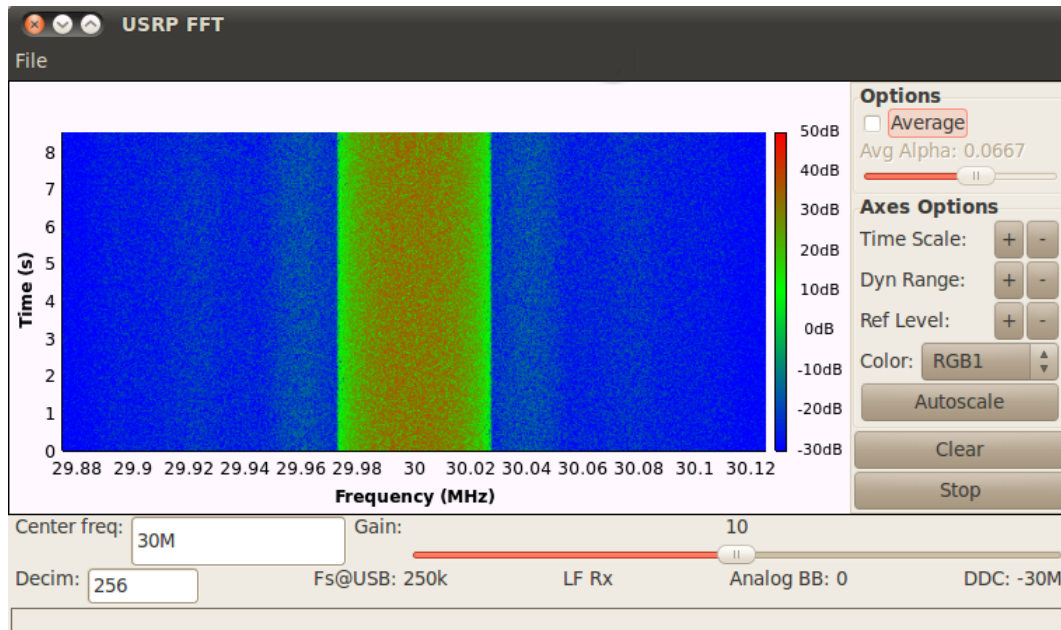 USRP FFT
File
Options
Average
Avg Alpha: 0.0667
Axes Options
Time Scale: + -
Dyn Range: + -
Ref Level: + -
Color: RGB1
Autoscale
Clear
Stop
50dB
40dB
30dB
20dB
10dB
0dB
-10dB
-20dB
-30dB
Time (s)
8
7
6
5
4
3
2
1
0
29.88 29.9 29.92 29.94 29.96 29.98 30 30.02 30.04 30.06 30.08 30.1 30.12
Frequency (MHz)
Center freq: 30M Gain: 10
Decim: 256 Fs@USB: 250k LF Rx Analog BB: 0 DDC: -30M